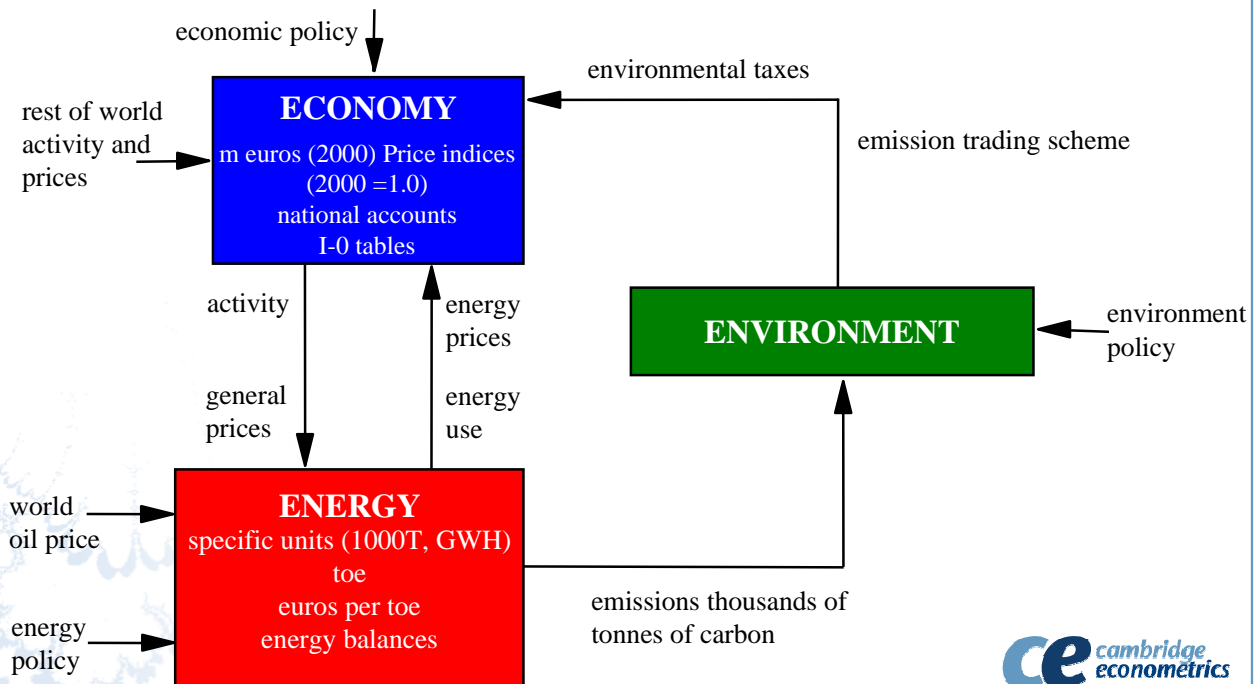 economic policy
environmental taxes
ECONOMY
m euros (2000) Price indices
(2000 =1.0)
national accounts
I-0 tables
rest of world
activity and
prices
emission trading scheme
activity
energy
prices
general
prices
energy
use
ENVIRONMENT
environment
policy
ENERGY
specific units (1000T, GWH)
toe
euros per toe
energy balances
world
oil price
energy
policy
emissions thousands of
tonnes of carbon
ce cambridge
econometrics